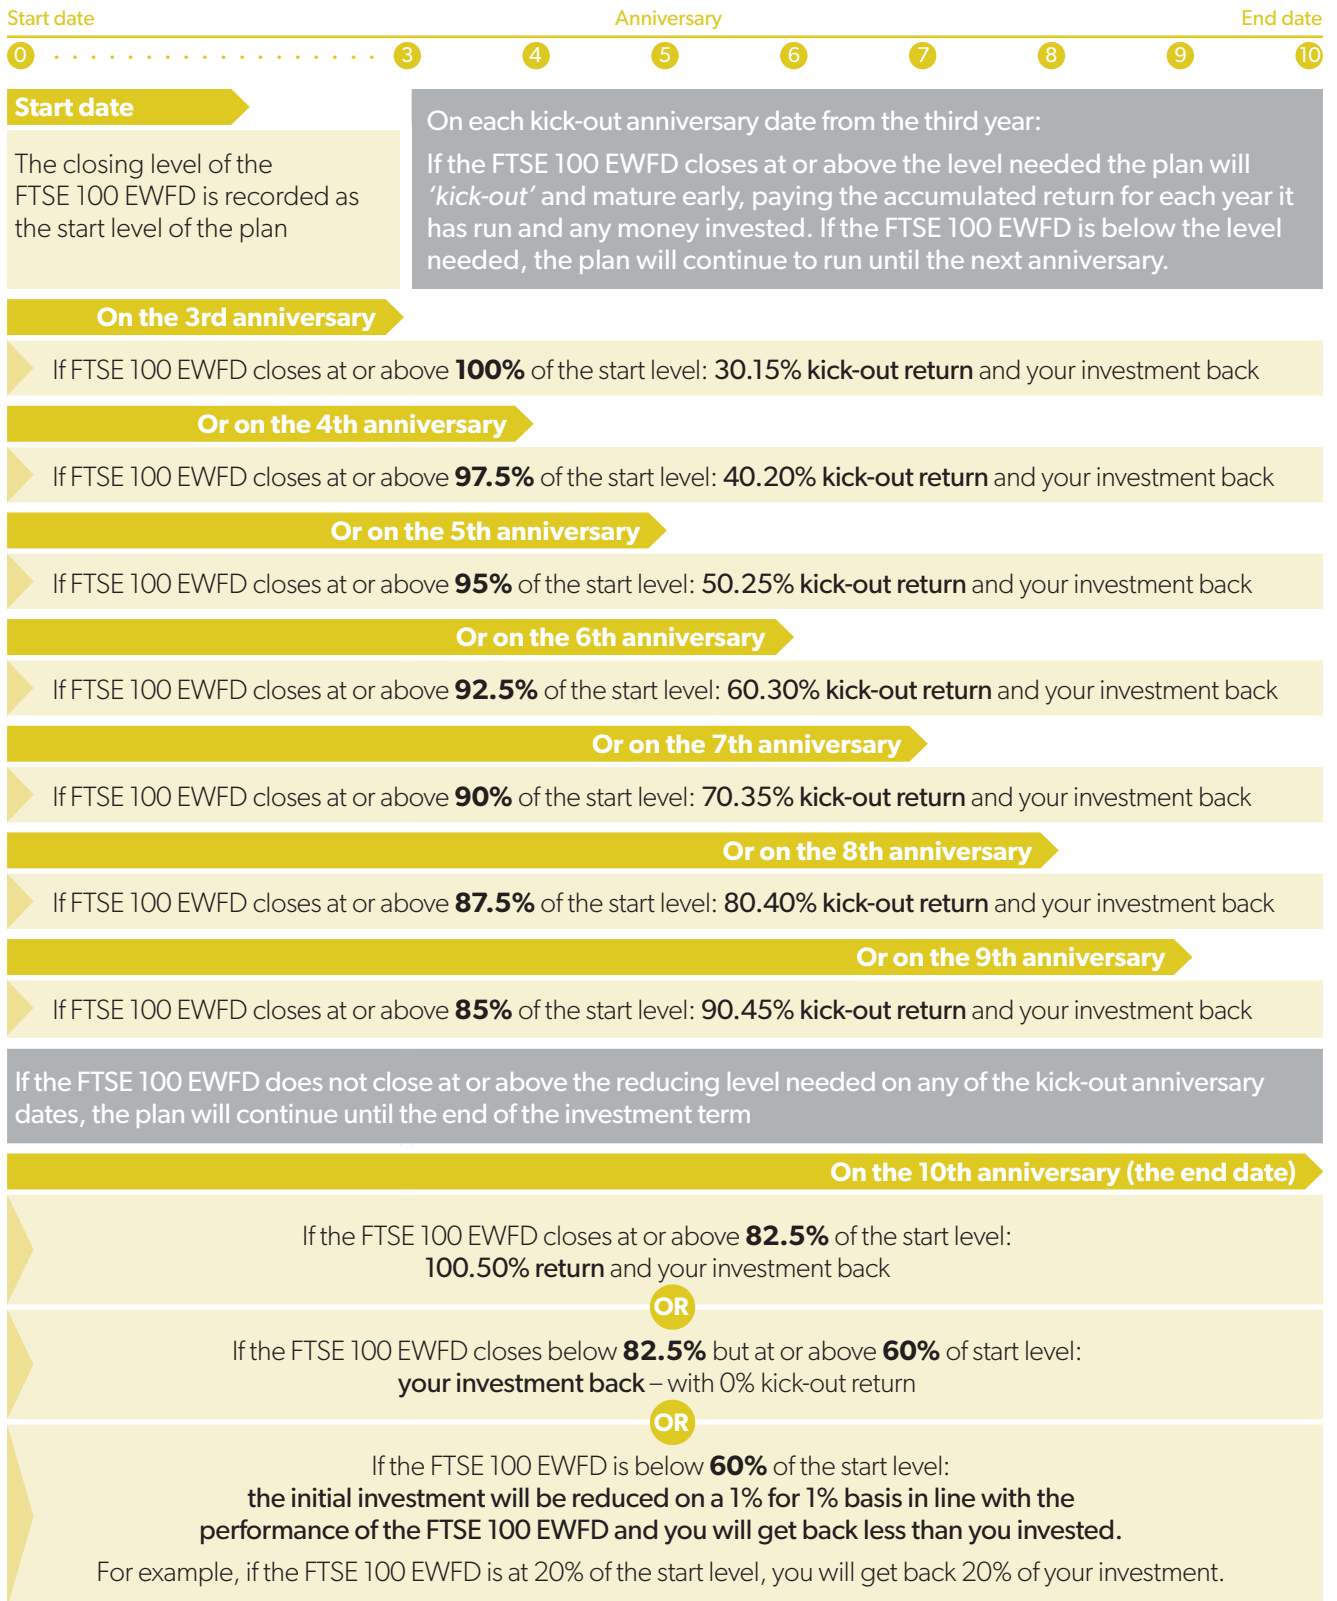 Start date Anniversary End date
0 3 4 5 6 7 8 9 10
Start date
The closing level of the
FTSE 100 EWFD is recorded as
the start level of the plan
On each kick-out anniversary date from the third year:
If the FTSE 100 EWFD closes at or above the level needed the plan will
‘kick-out’ and mature early, paying the accumulated return for each year it
has run and any money invested. If the FTSE 100 EWFD is below the level
needed, the plan will continue to run until the next anniversary.
On the 3rd anniversary
If FTSE 100 EWFD closes at or above 100% of the start level: 30.15% kick-out return and your investment back
Or on the 4th anniversary
If FTSE 100 EWFD closes at or above 97.5% of the start level: 40.20% kick-out return and your investment back
Or on the 5th anniversary
If FTSE 100 EWFD closes at or above 95% of the start level: 50.25% kick-out return and your investment back
Or on the 6th anniversary
If FTSE 100 EWFD closes at or above 92.5% of the start level: 60.30% kick-out return and your investment back
Or on the 7th anniversary
If FTSE 100 EWFD closes at or above 90% of the start level: 70.35% kick-out return and your investment back
Or on the 8th anniversary
If FTSE 100 EWFD closes at or above 87.5% of the start level: 80.40% kick-out return and your investment back
Or on the 9th anniversary
If FTSE 100 EWFD closes at or above 85% of the start level: 90.45% kick-out return and your investment back
If the FTSE 100 EWFD does not close at or above the reducing level needed on any of the kick-out anniversary
dates, the plan will continue until the end of the investment term
On the 10th anniversary (the end date)
If the FTSE 100 EWFD closes at or above 82.5% of the start level:
100.50% return and your investment back
OR
If the FTSE 100 EWFD closes below 82.5% but at or above 60% of start level:
your investment back – with 0% kick-out return
OR
If the FTSE 100 EWFD is below 60% of the start level:
the initial investment will be reduced on a 1% for 1% basis in line with the
performance of the FTSE 100 EWFD and you will get back less than you invested.
For example, if the FTSE 100 EWFD is at 20% of the start level, you will get back 20% of your investment.